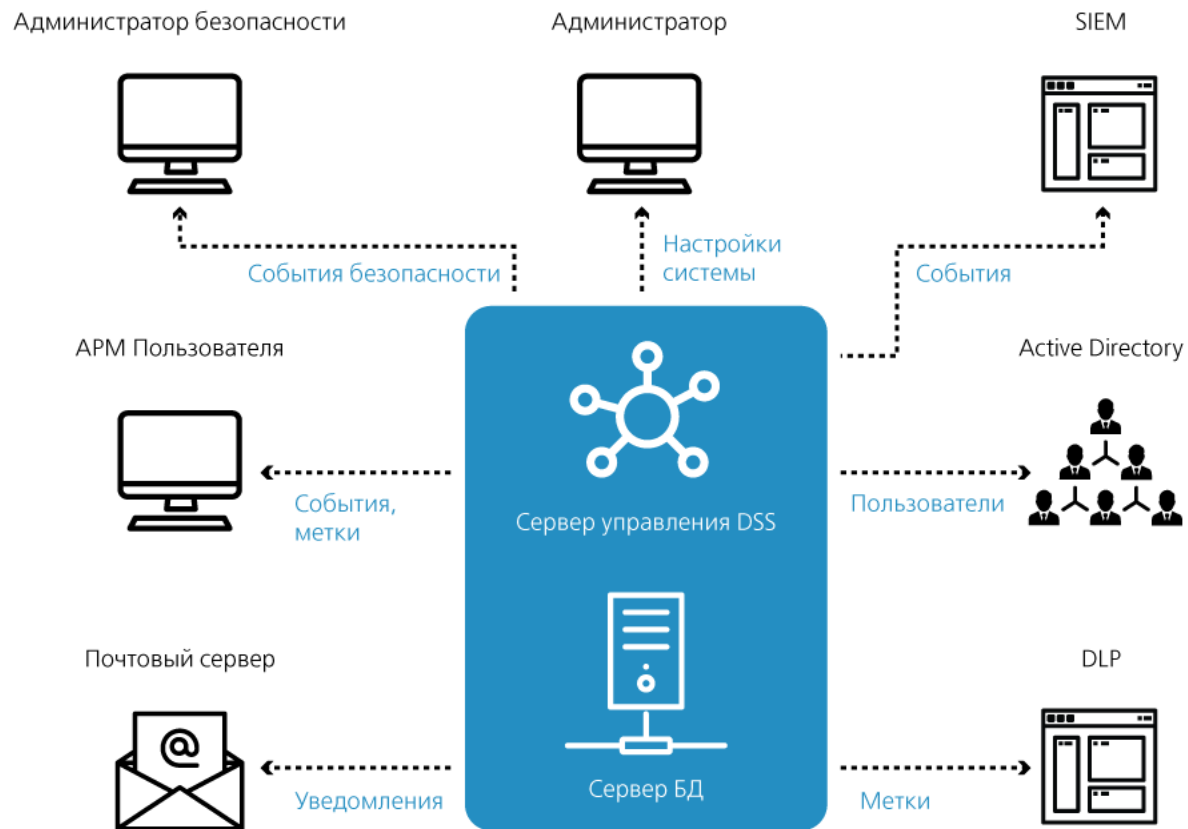 Администратор безопасности
Администратор
SIEM
События безопасности
Настройки
системы
События
АРМ Пользователя
Active Directory
События,
метки
Сервер управления DSS
Пользователи
Почтовый сервер
DLP
@
Уведомления
Сервер БД
Метки